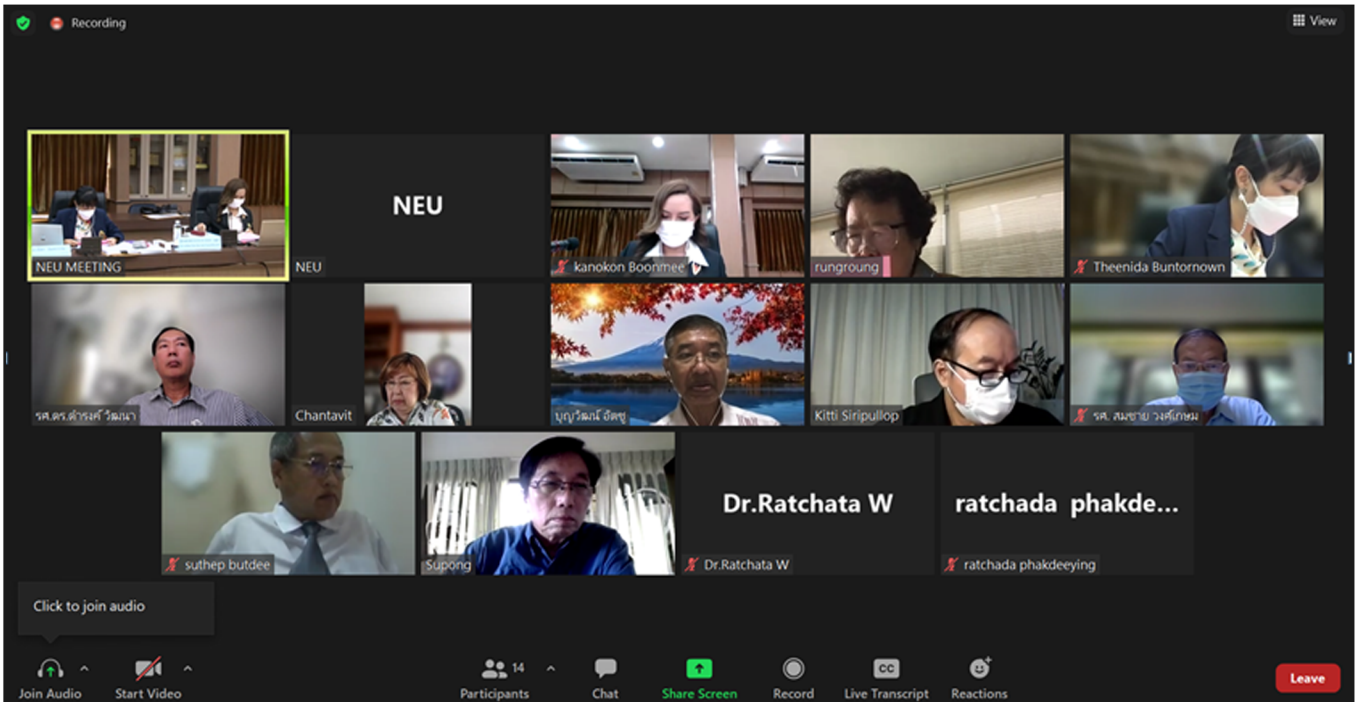 Recording
View
NEU MEETING
NEU
NEU
kanokon Boonmee
rungroung
Theenida Buntornown
รศ.ดร.ดำรงค์ วัฒนา
Chantavit
บุญวัฒน์ อัตชู
Kitti Siripullop
รศ. สมชาย วงศ์เกษม
suthep butdee
Supong
Dr.Ratchata W
Dr.Ratchata W
ratchada phakde...
ratchada phakdeeying
Click to join audio
Join Audio
Start Video
14
Participants
Chat
Share Screen
Record
CC
Live Transcript
Reactions
Leave